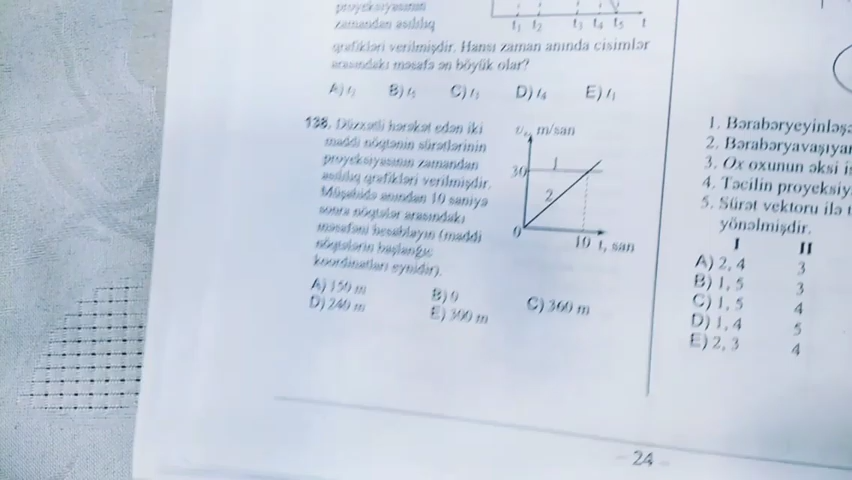 proyeksiyasının
zamandan asılılıq
t₁ t₂ t₃ t₄ t₅ t
qrafikləri verilmişdir. Hansı zaman anında cisimlər
arasındakı məsafə ən böyük olar?
A) t₂ B) t₅ C) t₃ D) t₄ E) t₁
138. Düzxətli hərəkət edən iki
maddi nöqtənin sürətlərinin
proyeksiyasının zamandan
asılılıq qrafikləri verilmişdir.
Müşahidə anından 10 saniyə
sonra nöqtələr arasındakı
məsafəni hesablayın (maddi
nöqtələrin başlanğıc
koordinatları eynidir).
υₓ, m/san
30
1
2
0
10 t, san
A) 150 m B) 0 C) 360 m
D) 240 m E) 300 m
1. Bərabəryeyinləşə
2. Bərabəryavaşıyan
3. Ox oxunun əksi is
4. Təcilin proyeksiy
5. Sürət vektoru ilə t
yönəlmişdir.
I II
A) 2, 4 3
B) 1, 5 3
C) 1, 5 4
D) 1, 4 5
E) 2, 3 4
24